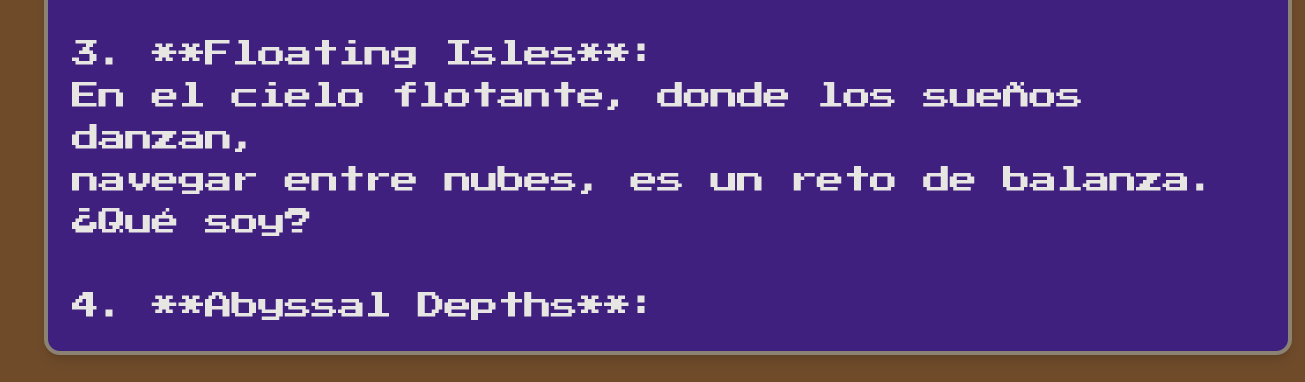 3. **Floating Isles**:
En el cielo flotante, donde los sueños
danzan,
navegar entre nubes, es un reto de balanza.
¿Qué soy?
4. **Abyssal Depths**: